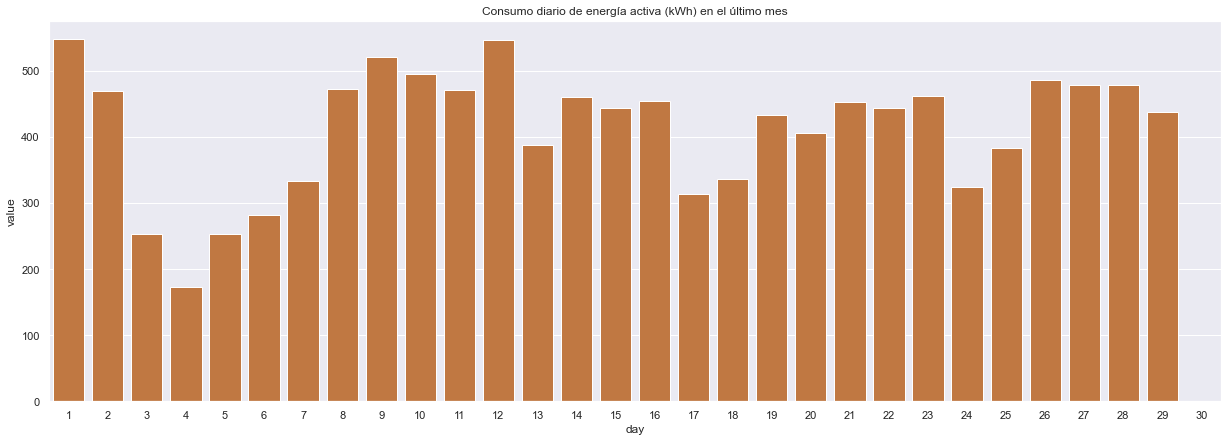 Consumo diario de energía activa (kWh) en el último mes
value
500
400
300
200
100
0
1 2 3 4 5 6 7 8 9 10 11 12 13 14 15 16 17 18 19 20 21 22 23 24 25 26 27 28 29 30
day